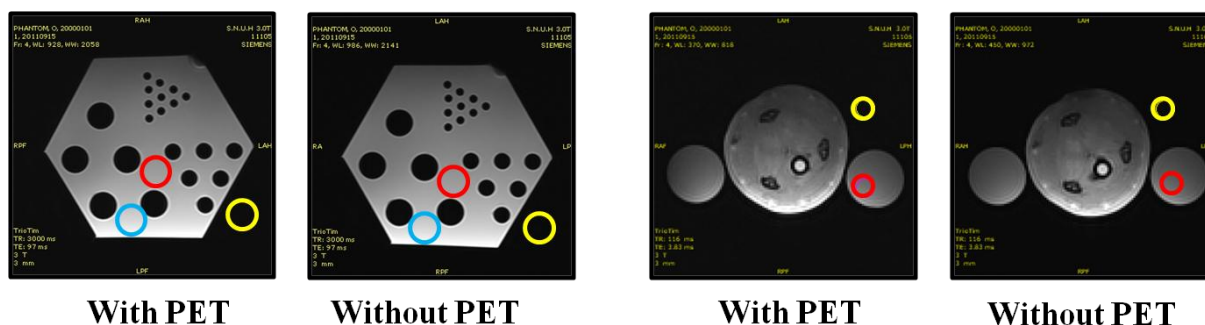 RAH
PHANTOM, O, 20000101
1, 20110915
Fr: 4, WL: 928, WW: 2058
S.N.U.H 3.0T
11105
SIEMENS
RPF
LAH
TrioTim
TR: 3000 ms
TE: 97 ms
3 T
3 mm
LPF
With PET
LAH
PHANTOM, O, 20000101
1, 20110915
Fr: 4, WL: 986, WW: 2141
S.N.U.H 3.0T
11105
SIEMENS
RA
LP
TrioTim
TR: 3000 ms
TE: 97 ms
3 T
3 mm
RPF
Without PET
LAH
PHANTOM, O, 20000101
1, 20110915
Fr: 4, WL: 370, WW: 818
S.N.U.H 3.0T
11105
SIEMENS
RAF
LPH
TrioTim
TR: 116 ms
TE: 3.83 ms
3 T
3 mm
RPF
With PET
LAH
PHANTOM, O, 20000101
1, 20110915
Fr: 4, WL: 450, WW: 972
S.N.U.H 3.0T
11105
SIEMENS
RAH
TrioTim
TR: 116 ms
TE: 3.83 ms
3 T
3 mm
RPF
Without PET